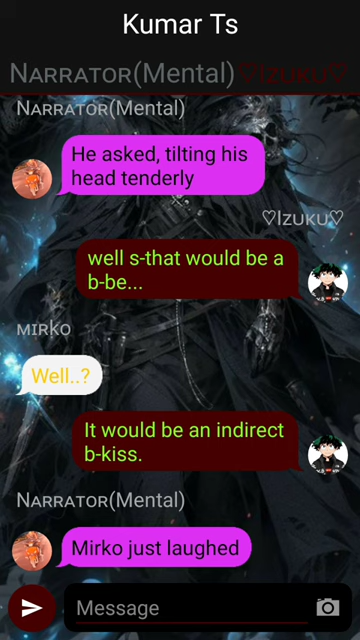 Kumar Ts
Narrator(Mental) ♡Izuku♡
Narrator(Mental)
He asked, tilting his
head tenderly
♡Izuku♡
well s-that would be a
b-be...
mirko
Well..?
It would be an indirect
b-kiss.
Narrator(Mental)
Mirko just laughed
Message